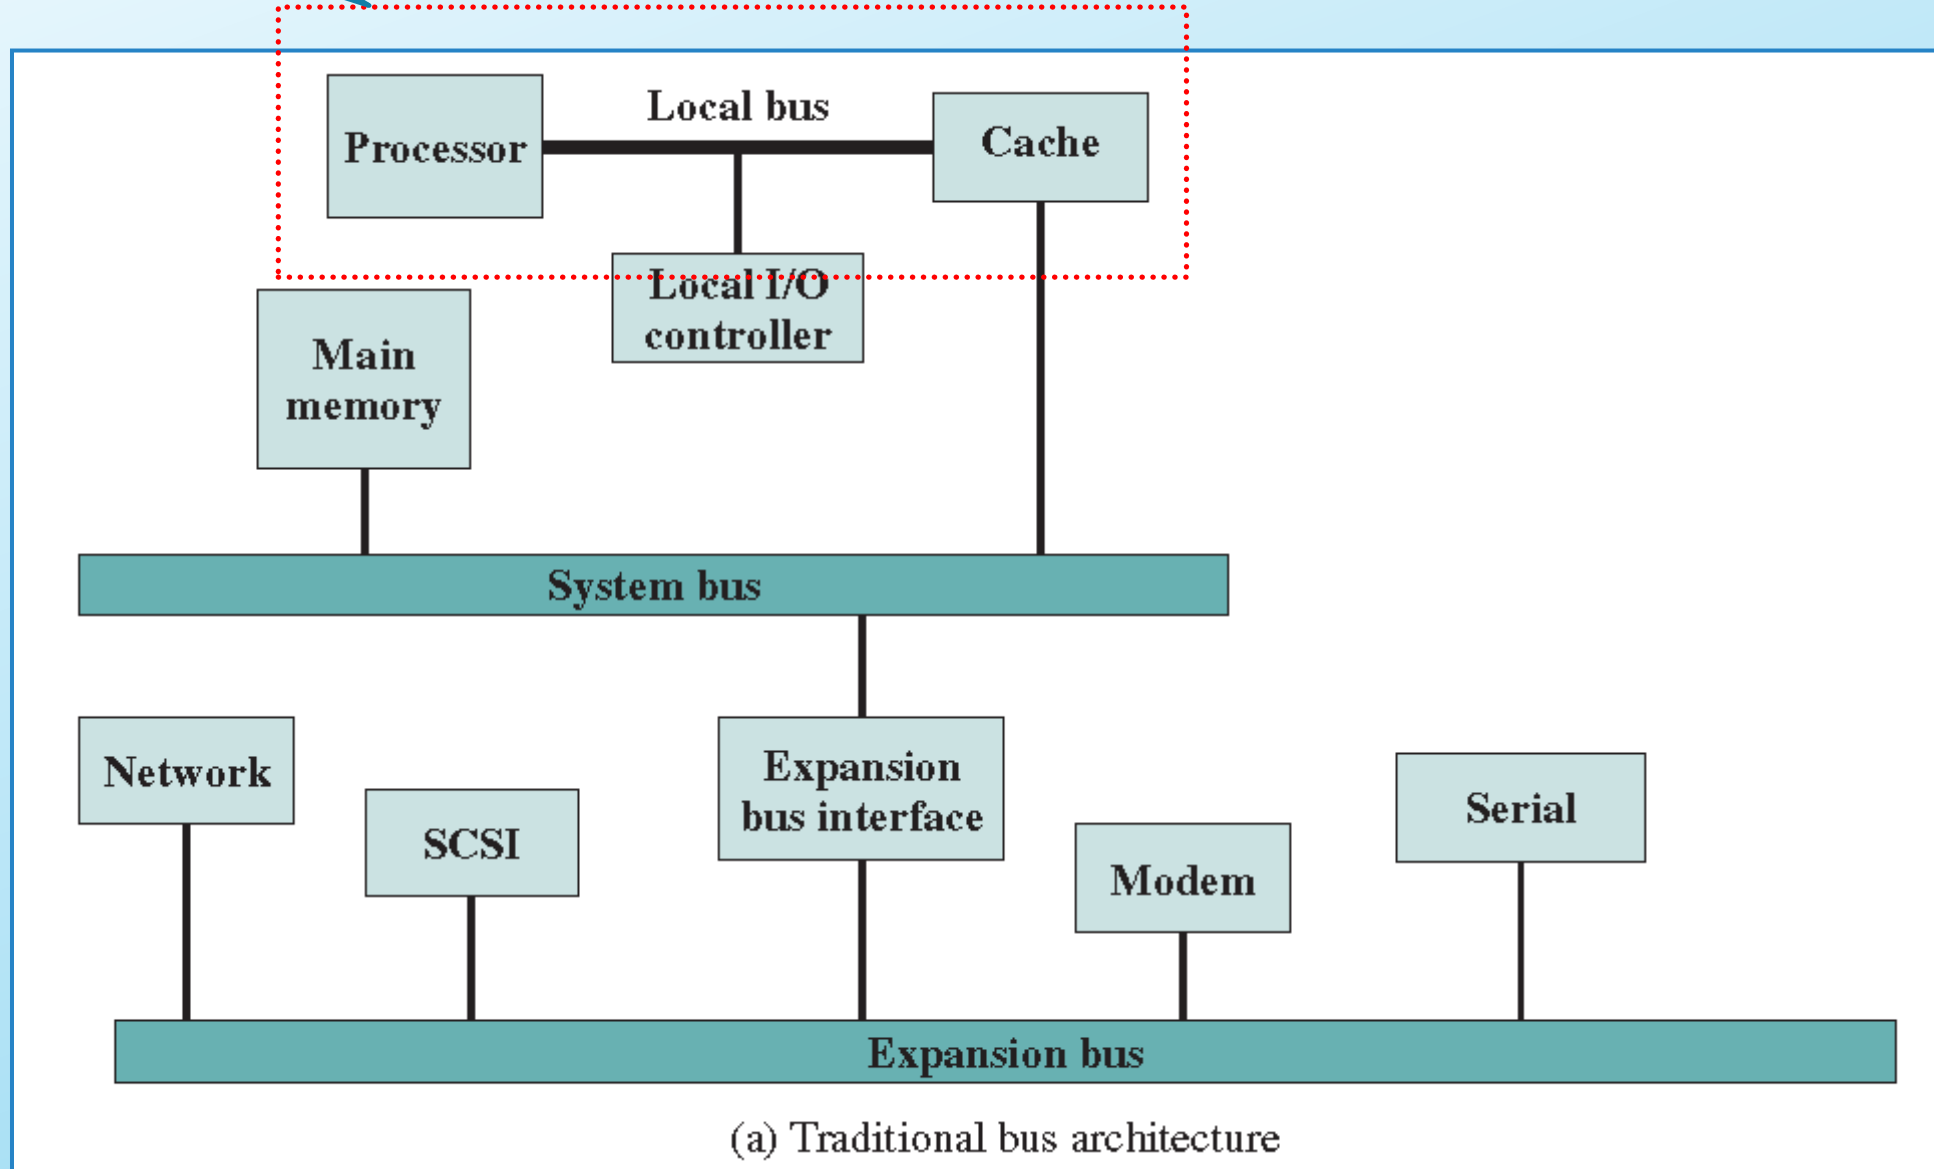 Local bus
Processor
Cache
Local I/O
controller
Main
memory
System bus
Network
SCSI
Expansion
bus interface
Modem
Serial
Expansion bus
(a) Traditional bus architecture